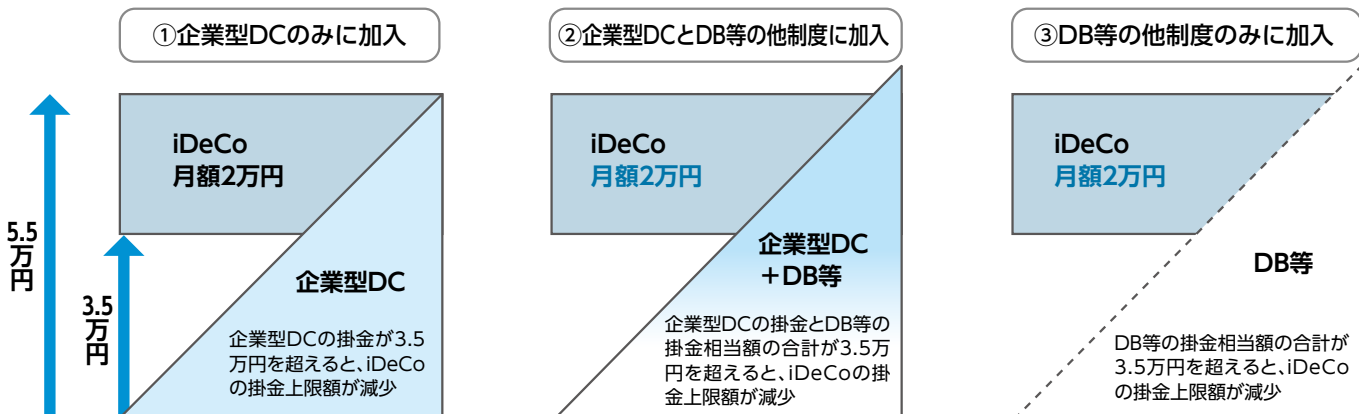 ①企業型DCのみに加入
5.5万円
3.5万円
iDeCo
月額2万円
企業型DC
企業型DCの掛金が3.5
万円を超えると、iDeCo
の掛金上限額が減少
②企業型DCとDB等の他制度に加入
iDeCo
月額2万円
企業型DC
＋DB等
企業型DCの掛金とDB等の
掛金相当額の合計が3.5万
円を超えると、iDeCoの掛
金上限額が減少
③DB等の他制度のみに加入
iDeCo
月額2万円
DB等
DB等の掛金相当額の合計が
3.5万円を超えると、iDeCo
の掛金上限額が減少